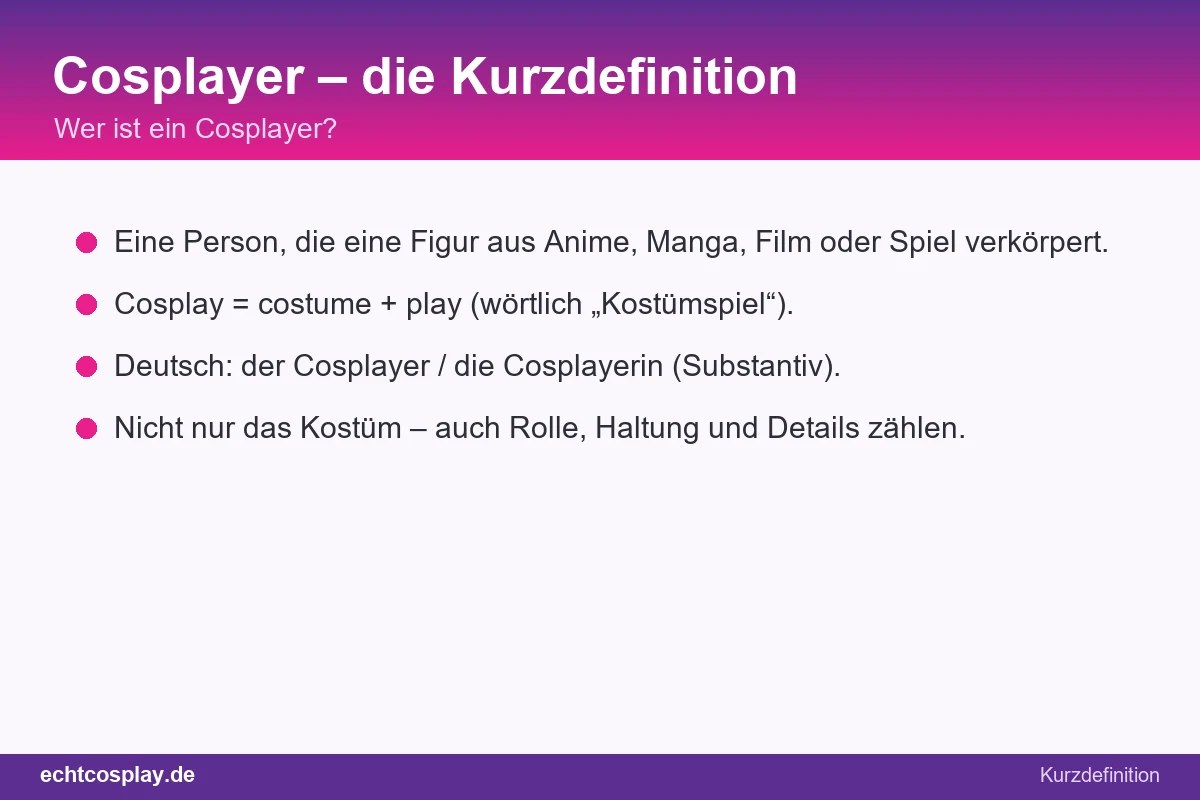 Cosplayer – die Kurzdefinition
Wer ist ein Cosplayer?
Eine Person, die eine Figur aus Anime, Manga, Film oder Spiel verkörpert.
Cosplay = costume + play (wörtlich „Kostümspiel“).
Deutsch: der Cosplayer / die Cosplayerin (Substantiv).
Nicht nur das Kostüm – auch Rolle, Haltung und Details zählen.
echtcosplay.de
Kurzdefinition